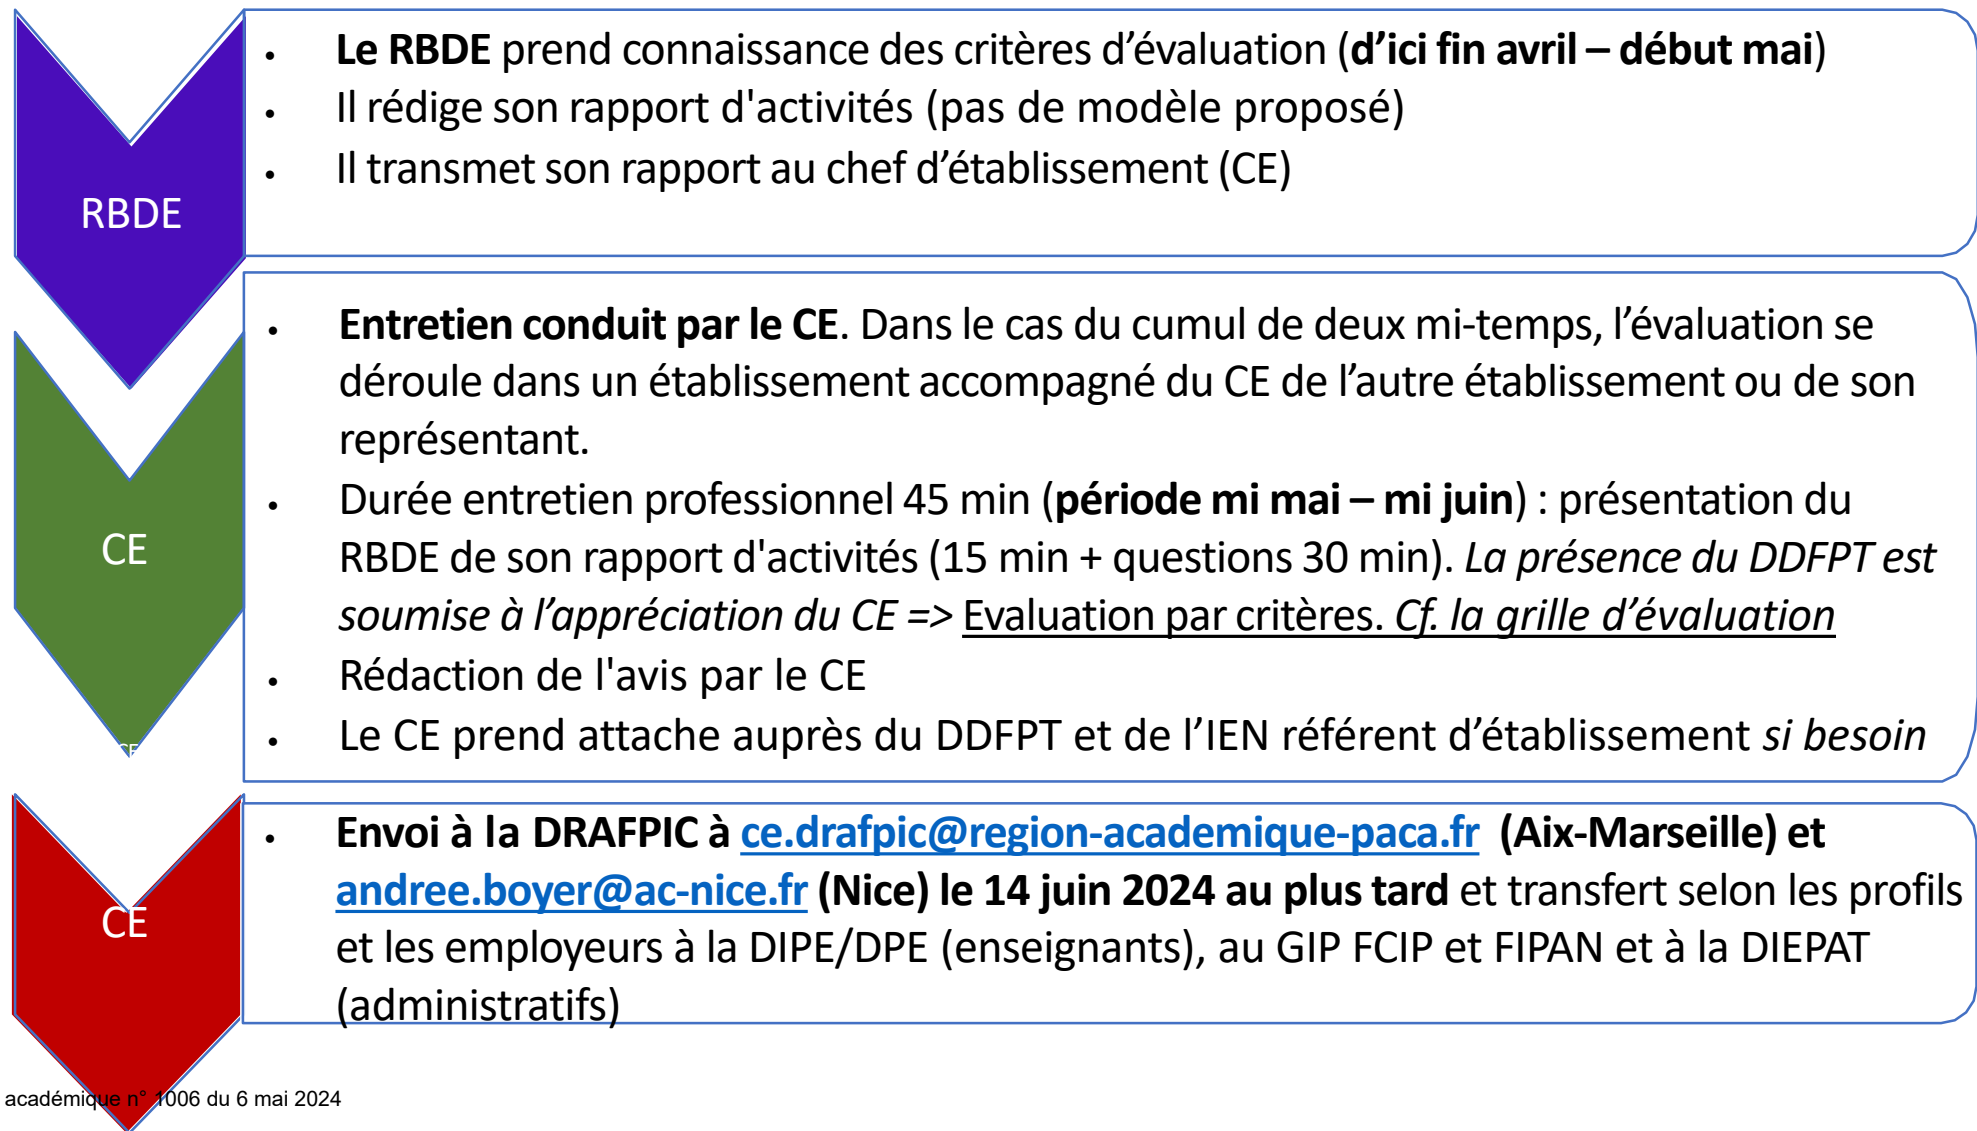 RBDE
• Le RBDE prend connaissance des critères d’évaluation (d’ici fin avril – début mai)
• Il rédige son rapport d'activités (pas de modèle proposé)
• Il transmet son rapport au chef d’établissement (CE)
CE
• Entretien conduit par le CE. Dans le cas du cumul de deux mi-temps, l’évaluation se
déroule dans un établissement accompagné du CE de l’autre établissement ou de son
représentant.
• Durée entretien professionnel 45 min (période mi mai – mi juin) : présentation du
RBDE de son rapport d'activités (15 min + questions 30 min). La présence du DDFPT est
soumise à l’appréciation du CE => Evaluation par critères. Cf. la grille d’évaluation
• Rédaction de l'avis par le CE
• Le CE prend attache auprès du DDFPT et de l’IEN référent d’établissement si besoin
CE
CE
• Envoi à la DRAFPIC à ce.drafpic@region-academique-paca.fr (Aix-Marseille) et
andree.boyer@ac-nice.fr (Nice) le 14 juin 2024 au plus tard et transfert selon les profils
et les employeurs à la DIPE/DPE (enseignants), au GIP FCIP et FIPAN et à la DIEPAT
(administratifs)
académique n° 1006 du 6 mai 2024